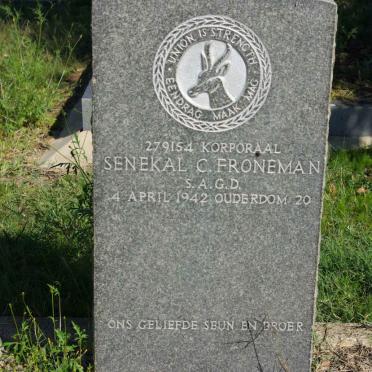 UNION IS STRENGTH
EENDRAG MAAK MAG
279154 KORPORAAL
SENEKAL C. FRONEMAN
S.A.G.D.
4 APRIL 1942 OUDERDOM 20
ONS GELIEFDE SEUN EN BROER